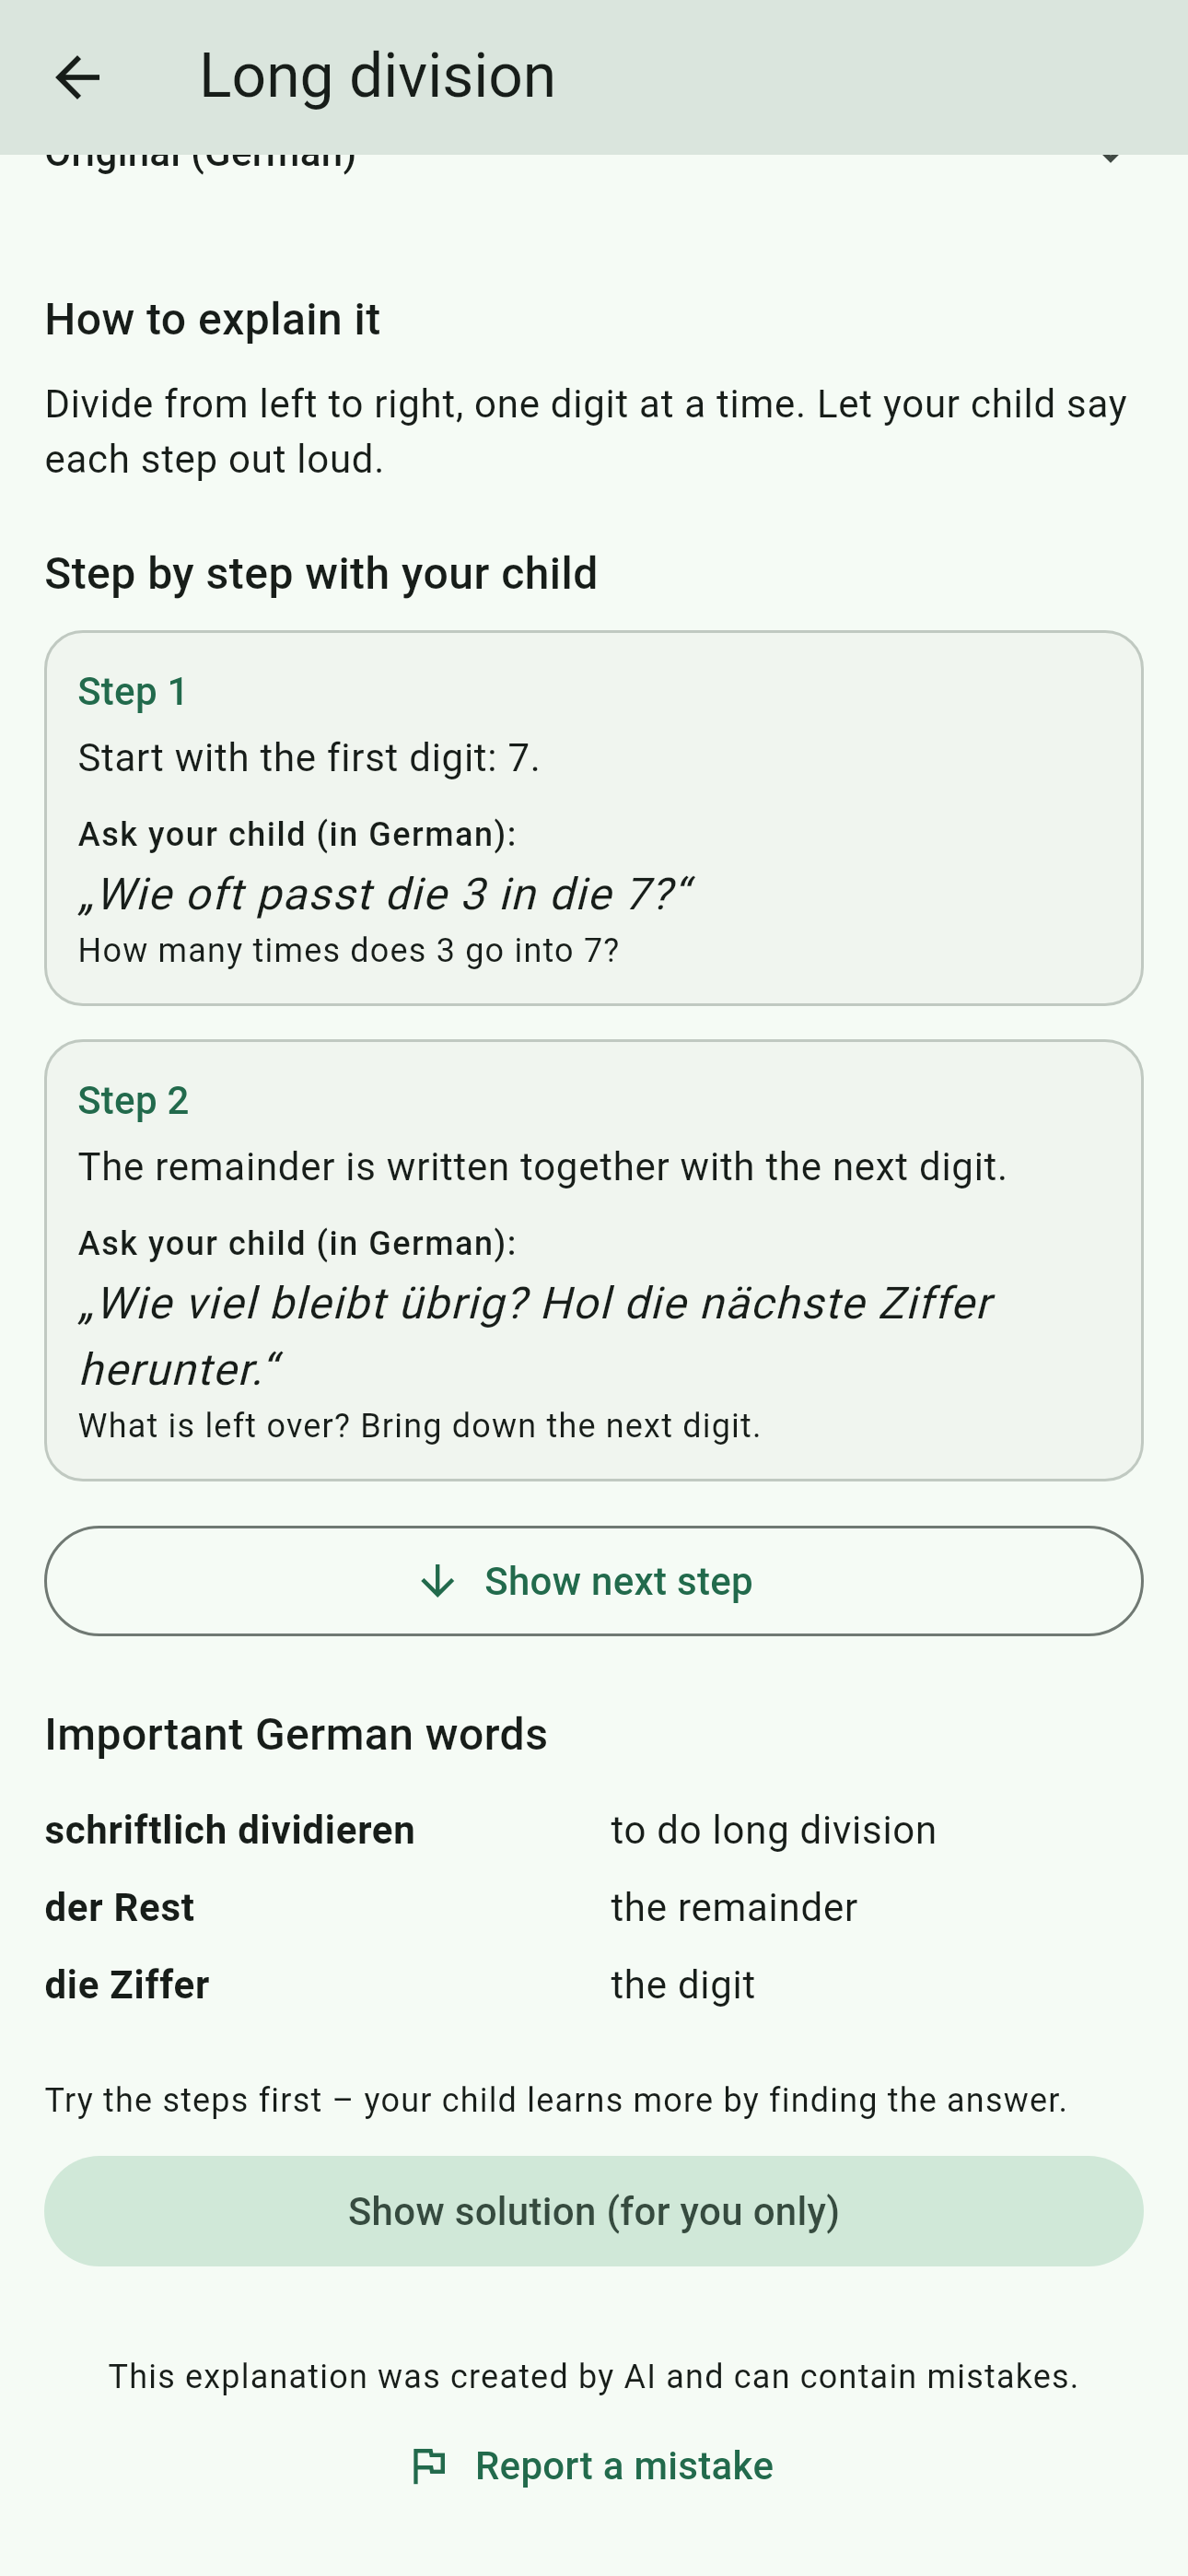 Long division
Original (German)
How to explain it
Divide from left to right, one digit at a time. Let your child say
each step out loud.
Step by step with your child
Step 1
Start with the first digit: 7.
Ask your child (in German):
„Wie oft passt die 3 in die 7?“
How many times does 3 go into 7?
Step 2
The remainder is written together with the next digit.
Ask your child (in German):
„Wie viel bleibt übrig? Hol die nächste Ziffer
herunter.“
What is left over? Bring down the next digit.
Show next step
Important German words
schriftlich dividieren to do long division
der Rest the remainder
die Ziffer the digit
Try the steps first – your child learns more by finding the answer.
Show solution (for you only)
This explanation was created by AI and can contain mistakes.
Report a mistake